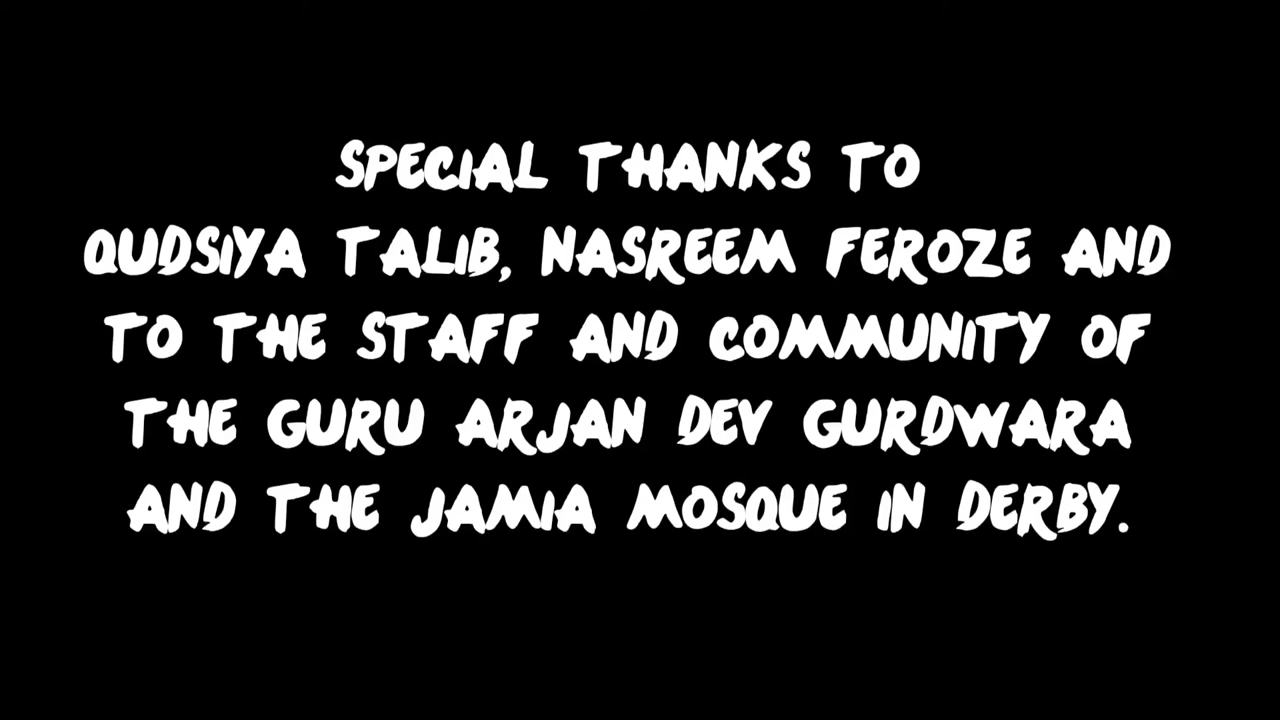 SPECIAL THANKS TO
QUDSIYA TALIB, NASREEM FEROZE AND
TO THE STAFF AND COMMUNITY OF
THE GURU ARJAN DEV GURDWARA
AND THE JAMIA MOSQUE IN DERBY.